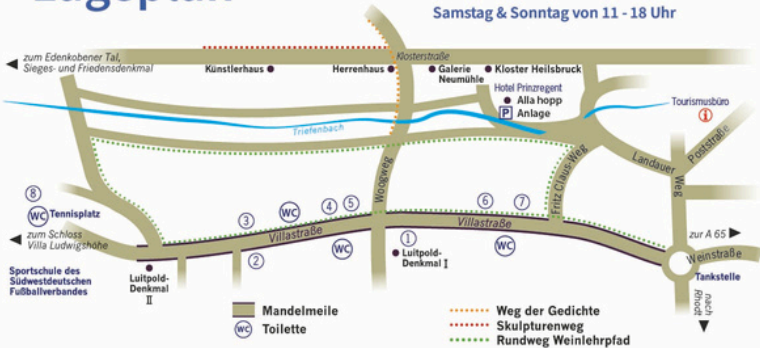 Lageplan
Samstag & Sonntag von 11 - 18 Uhr
zum Edenkobener Tal,
Sieges- und Friedensdenkmal
Künstlerhaus
Herrenhaus
Klosterstraße
Galerie
Neumühle
Kloster Heilsbruck
Hotel Prinzregent
Alla hopp
P Anlage
Tourismusbüro
i
Triefenbach
Woogweg
Fritz Claus-Weg
Landauer
Weg
Poststraße
8
WC Tennisplatz
zum Schloss
Villa Ludwigshöhe
3
WC
4
5
6
7
Villastraße
Villastraße
2
WC
1
Luitpold-
Denkmal I
WC
zur A 65
Weinstraße
Tankstelle
nach
Rhodt
Sportschule des
Südwestdeutschen
Fußballverbandes
Luitpold-
Denkmal
II
Mandelmeile
WC Toilette
Weg der Gedichte
Skulpturenweg
Rundweg Weinlehrpfad